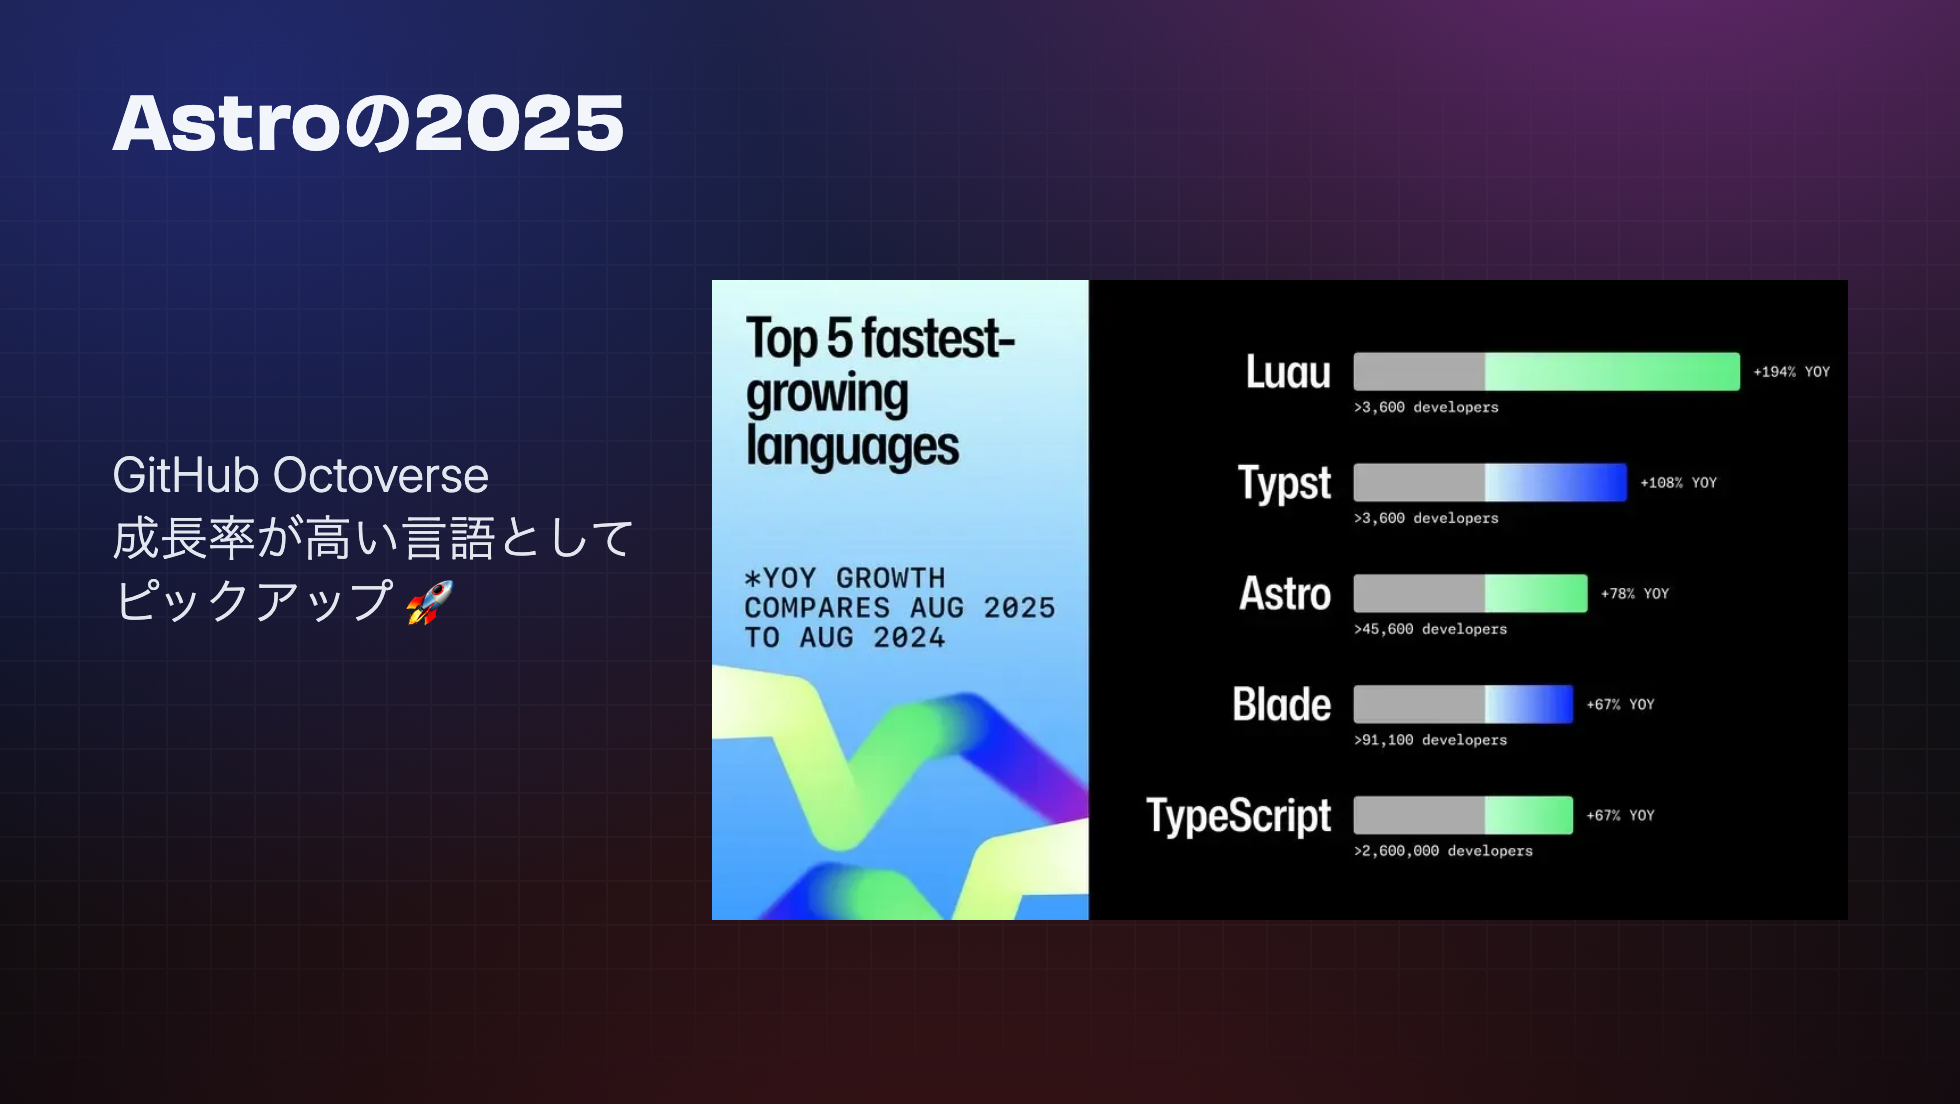 Astroの2025
GitHub Octoverse
成長率が高い言語として
ピックアップ 🚀
Top 5 fastest-
growing
languages
*YOY GROWTH
COMPARES AUG 2025
TO AUG 2024
Luau
+194% YOY
>3,600 developers
Typst
+108% YOY
>3,600 developers
Astro
+78% YOY
>45,600 developers
Blade
+67% YOY
>91,100 developers
TypeScript
+67% YOY
>2,600,000 developers